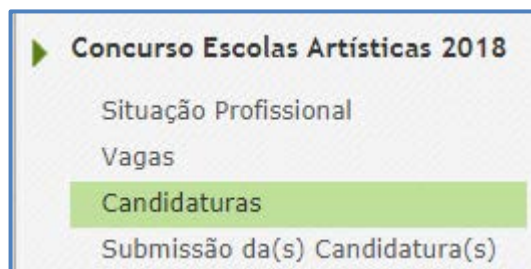 Concurso Escolas Artísticas 2018
Situação Profissional
Vagas
Candidaturas
Submissão da(s) Candidatura(s)